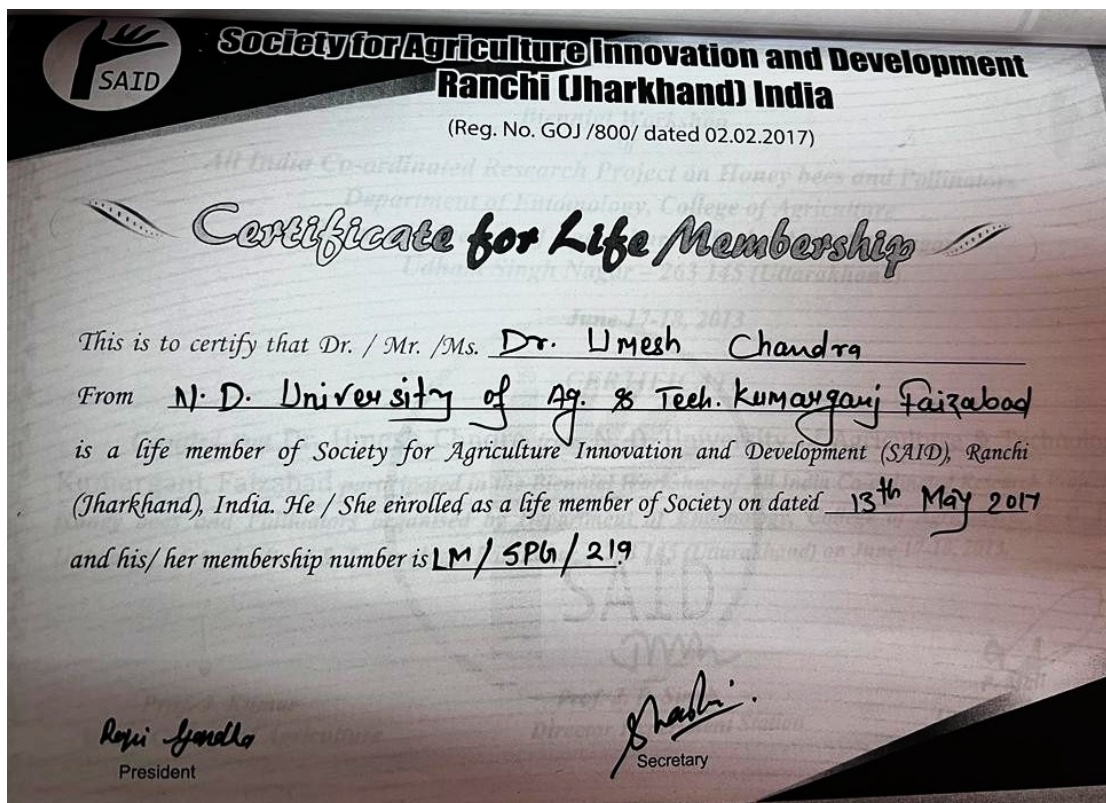 SAID
Society for Agriculture Innovation and Development
Ranchi (Jharkhand) India
(Reg. No. GOJ /800/ dated 02.02.2017)
Certificate for Life Membership
This is to certify that Dr. / Mr. /Ms. Dr. Umesh Chandra
From N. D. University of Ag. & Tech. Kumarganj Faizabad
is a life member of Society for Agriculture Innovation and Development (SAID), Ranchi
(Jharkhand), India. He / She enrolled as a life member of Society on dated 13th May 2017
and his/ her membership number is LM/SPG/219
SAID
President
Secretary